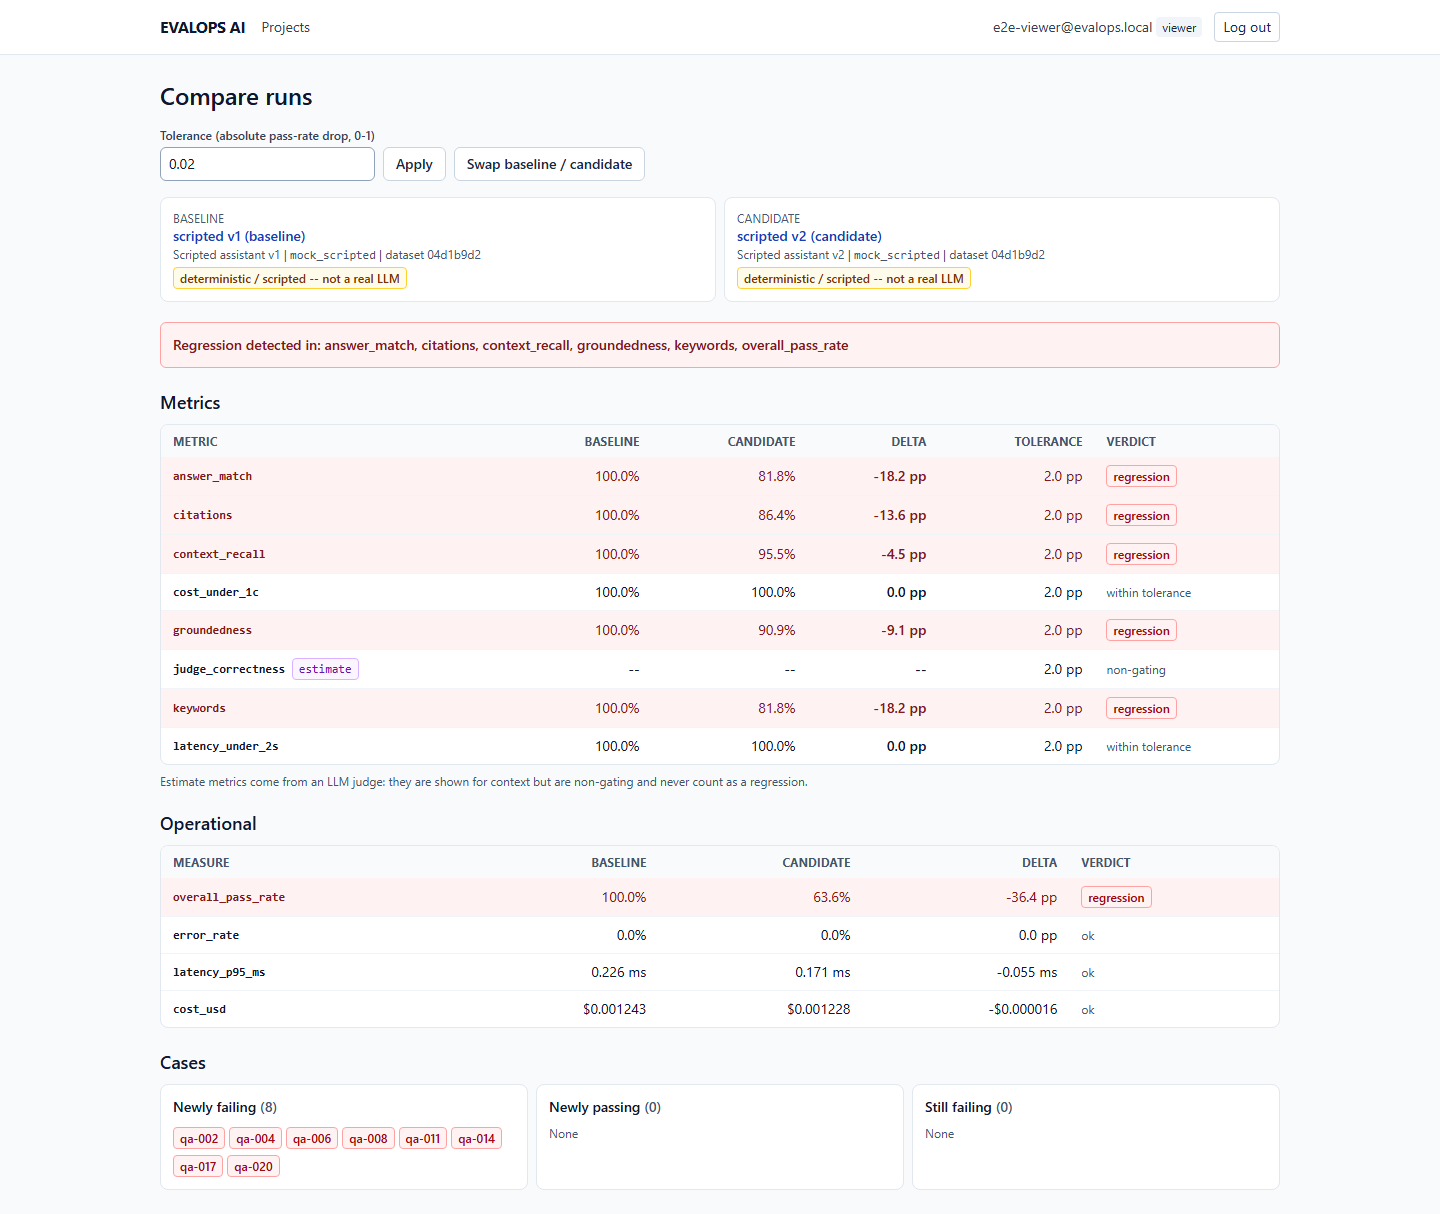 EVALOPS AI Projects e2e-viewer@evalops.local viewer Log out
Compare runs
Tolerance (absolute pass-rate drop, 0-1)
0.02 Apply Swap baseline / candidate
BASELINE
scripted v1 (baseline)
Scripted assistant v1 | mock_scripted | dataset 04d1b9d2
deterministic / scripted -- not a real LLM
CANDIDATE
scripted v2 (candidate)
Scripted assistant v2 | mock_scripted | dataset 04d1b9d2
deterministic / scripted -- not a real LLM
Regression detected in: answer_match, citations, context_recall, groundedness, keywords, overall_pass_rate
Metrics
METRIC BASELINE CANDIDATE DELTA TOLERANCE VERDICT
answer_match 100.0% 81.8% -18.2 pp 2.0 pp regression
citations 100.0% 86.4% -13.6 pp 2.0 pp regression
context_recall 100.0% 95.5% -4.5 pp 2.0 pp regression
cost_under_1c 100.0% 100.0% 0.0 pp 2.0 pp within tolerance
groundedness 100.0% 90.9% -9.1 pp 2.0 pp regression
judge_correctness estimate -- -- -- 2.0 pp non-gating
keywords 100.0% 81.8% -18.2 pp 2.0 pp regression
latency_under_2s 100.0% 100.0% 0.0 pp 2.0 pp within tolerance
Estimate metrics come from an LLM judge: they are shown for context but are non-gating and never count as a regression.
Operational
MEASURE BASELINE CANDIDATE DELTA VERDICT
overall_pass_rate 100.0% 63.6% -36.4 pp regression
error_rate 0.0% 0.0% 0.0 pp ok
latency_p95_ms 0.226 ms 0.171 ms -0.055 ms ok
cost_usd $0.001243 $0.001228 -$0.000016 ok
Cases
Newly failing (8)
qa-002 qa-004 qa-006 qa-008 qa-011 qa-014
qa-017 qa-020
Newly passing (0)
None
Still failing (0)
None